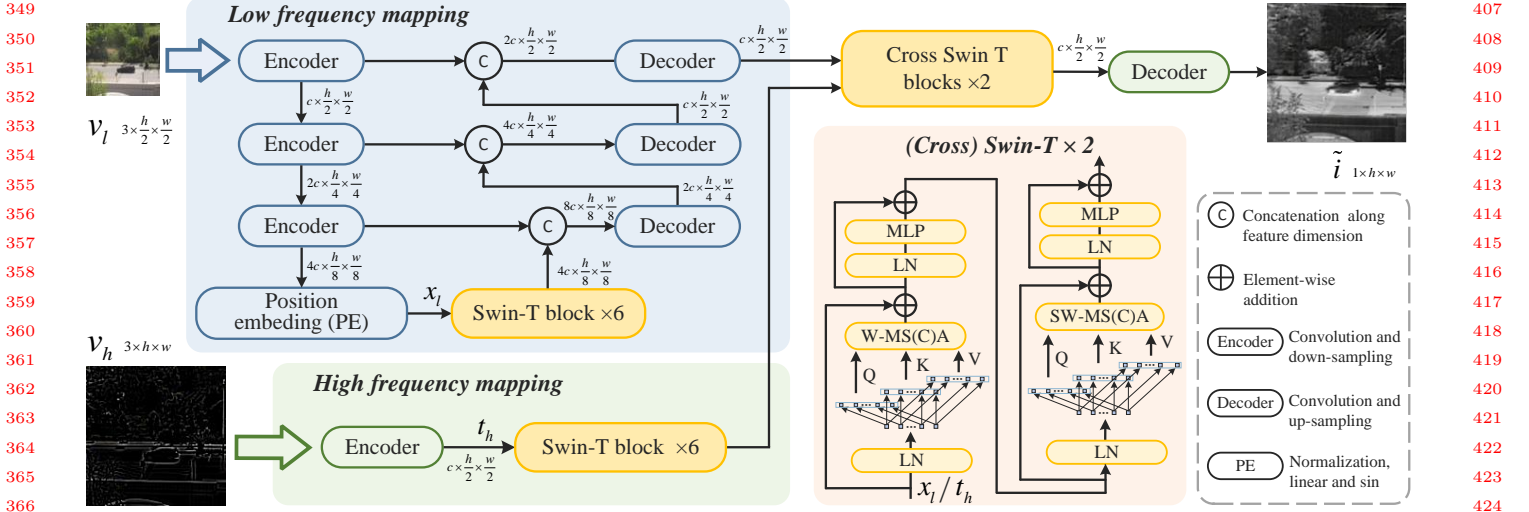 349
350
351
352
353
354
355
356
357
358
359
360
361
362
363
364
365
366
Low frequency mapping
v_l 3×h/2×w/2
Encoder
2c×h/2×w/2
C
Decoder
c×h/2×w/2
c×h/2×w/2
c×h/2×w/2
Encoder
4c×h/4×w/4
C
Decoder
2c×h/4×w/4
2c×h/4×w/4
Encoder
8c×h/8×w/8
C
Decoder
4c×h/8×w/8
4c×h/8×w/8
Position
embeding (PE)
x_l
Swin-T block ×6
v_h 3×h×w
High frequency mapping
Encoder
t_h
c×h/2×w/2
Swin-T block ×6
Cross Swin T
blocks ×2
c×h/2×w/2
Decoder
ĩ 1×h×w
(Cross) Swin-T × 2
MLP
LN
W-MS(C)A
Q
K
V
LN
x_l / t_h
MLP
LN
SW-MS(C)A
Q
K
V
LN
C
Concatenation along
feature dimension
Element-wise
addition
Encoder
Convolution and
down-sampling
Decoder
Convolution and
up-sampling
PE
Normalization,
linear and sin
407
408
409
410
411
412
413
414
415
416
417
418
419
420
421
422
423
424